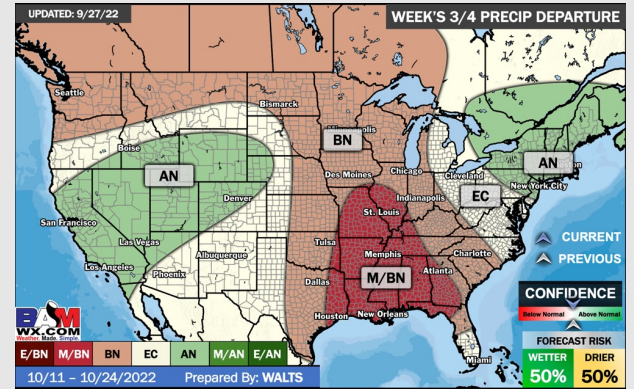 UPDATED: 9/27/22
WEEK'S 3/4 PRECIP DEPARTURE
Seattle
Bismarck
BN
Boise
AN
Des Moines
Chicago
Cleveland
AN
New York City
Denver
Indianapolis
EC
St. Louis
San Francisco
Las Vegas
Tulsa
Memphis
Charlotte
CURRENT
PREVIOUS
Los Angeles
Albuquerque
Phoenix
M/BN
Atlanta
Dallas
Houston
New Orleans
Miami
CONFIDENCE
Below Normal
Above Normal
FORECAST RISK
WETTER
DRIER
50%
50%
BAM
WX.COM
Weather. Made. Simple.
E/BN M/BN BN EC AN M/AN E/AN
10/11 – 10/24/2022
Prepared By: WALTS